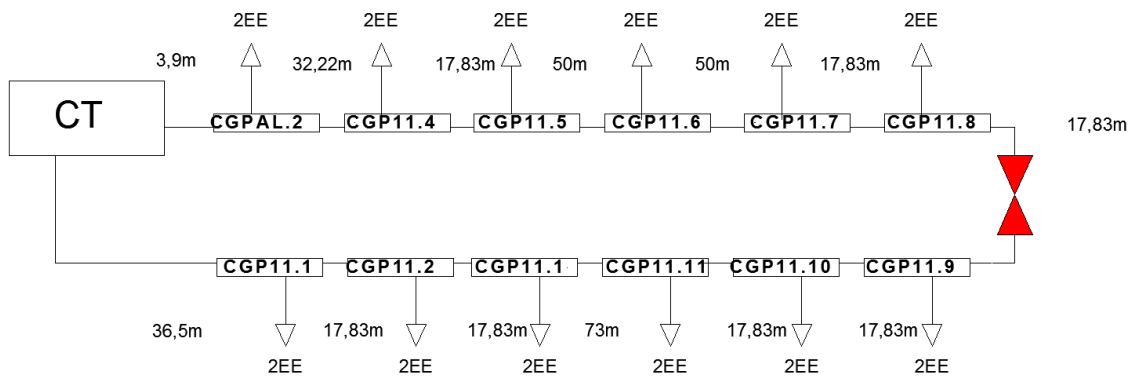 2EE 2EE 2EE 2EE 2EE 2EE
3,9m 32,22m 17,83m 50m 50m 17,83m
CT CGPAL.2 CGP11.4 CGP11.5 CGP11.6 CGP11.7 CGP11.8 17,83m
CGP11.1 CGP11.2 CGP11.1 CGP11.11 CGP11.10 CGP11.9
36,5m 17,83m 17,83m 73m 17,83m 17,83m
2EE 2EE 2EE 2EE 2EE 2EE